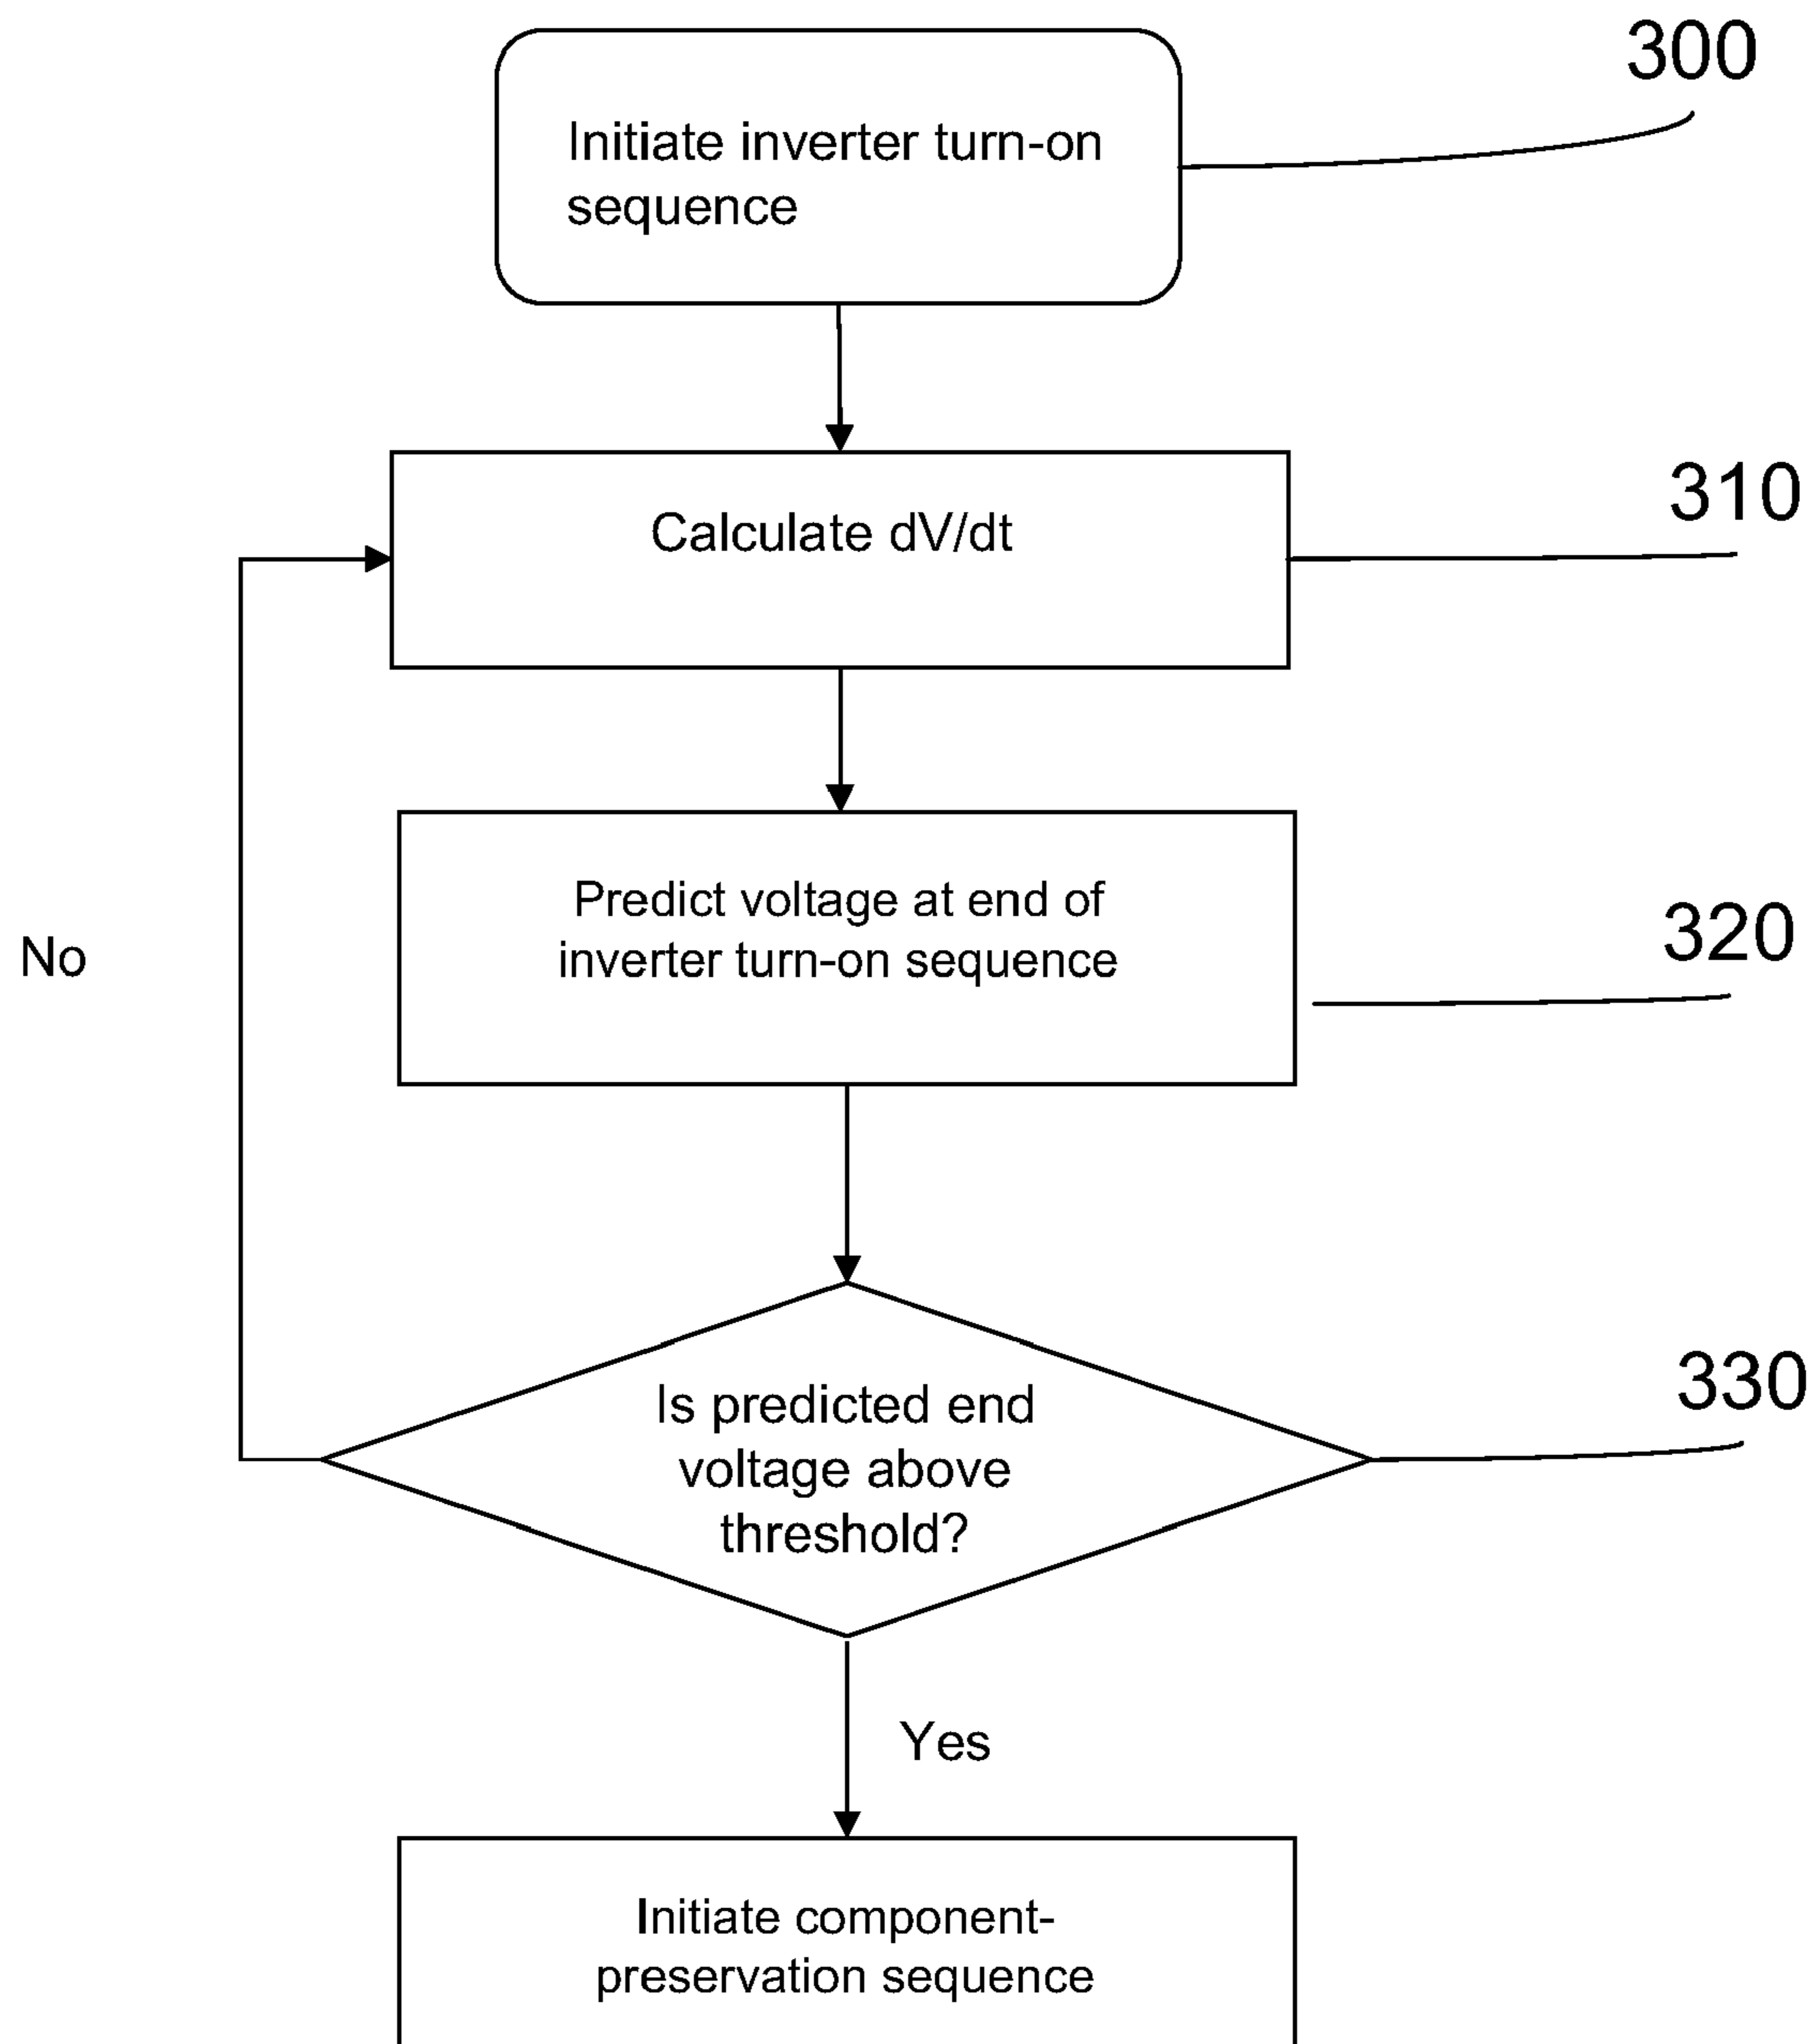 300
Initiate inverter turn-on
sequence
310
Calculate dV/dt
Predict voltage at end of
inverter turn-on sequence
320
No
330
Is predicted end
voltage above
threshold?
Yes
Initiate component-
preservation sequence